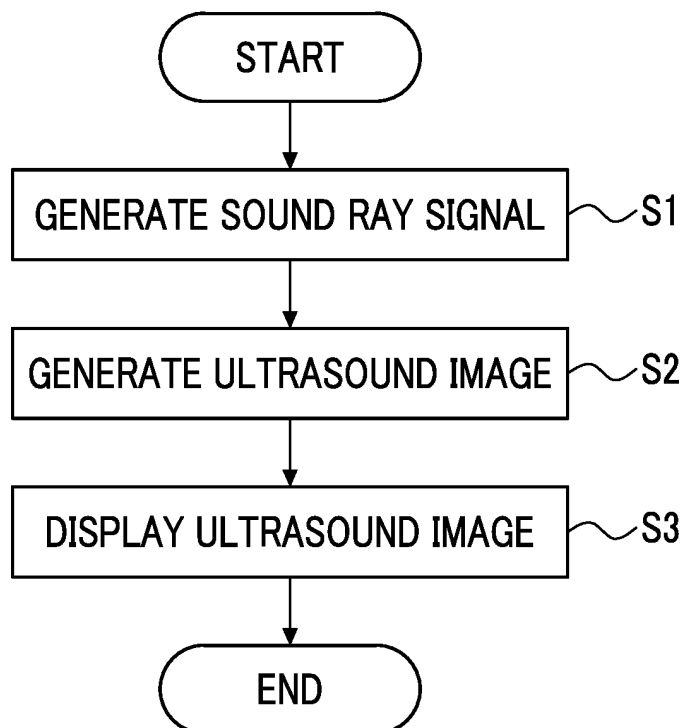 START
GENERATE SOUND RAY SIGNAL
S1
GENERATE ULTRASOUND IMAGE
S2
DISPLAY ULTRASOUND IMAGE
S3
END